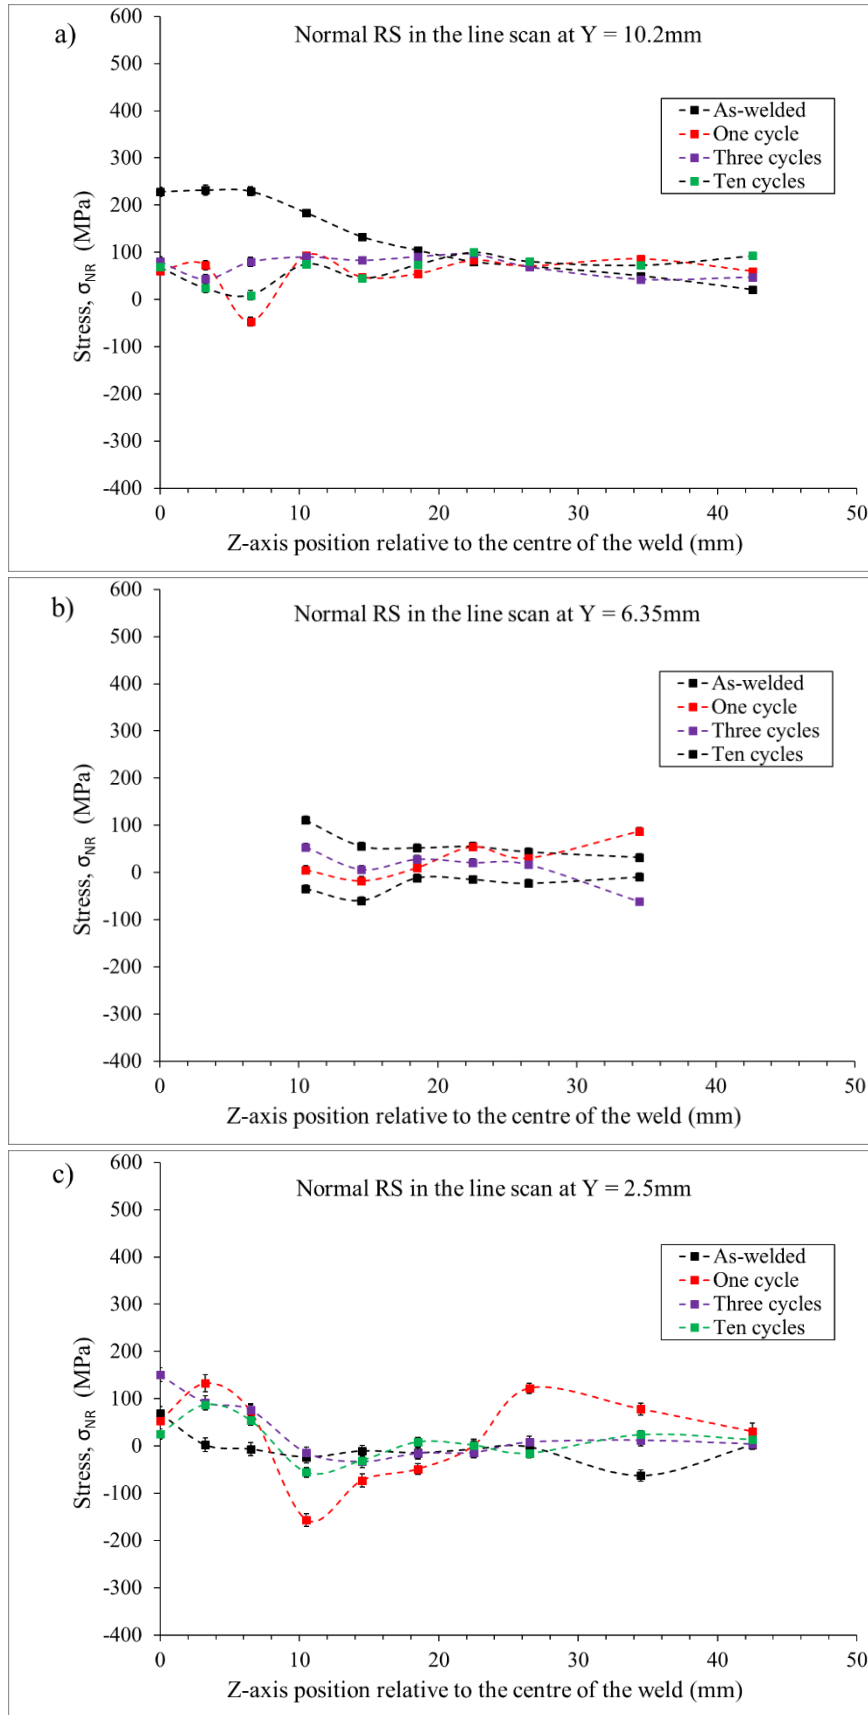 a)
Normal RS in the line scan at Y = 10.2mm
600
500
400
300
200
100
0
-100
-200
-300
-400
Stress, σNR (MPa)
As-welded
One cycle
Three cycles
Ten cycles
0 10 20 30 40 50
Z-axis position relative to the centre of the weld (mm)
b)
Normal RS in the line scan at Y = 6.35mm
600
500
400
300
200
100
0
-100
-200
-300
-400
Stress, σNR (MPa)
As-welded
One cycle
Three cycles
Ten cycles
0 10 20 30 40 50
Z-axis position relative to the centre of the weld (mm)
c)
Normal RS in the line scan at Y = 2.5mm
600
500
400
300
200
100
0
-100
-200
-300
-400
Stress, σNR (MPa)
As-welded
One cycle
Three cycles
Ten cycles
0 10 20 30 40 50
Z-axis position relative to the centre of the weld (mm)